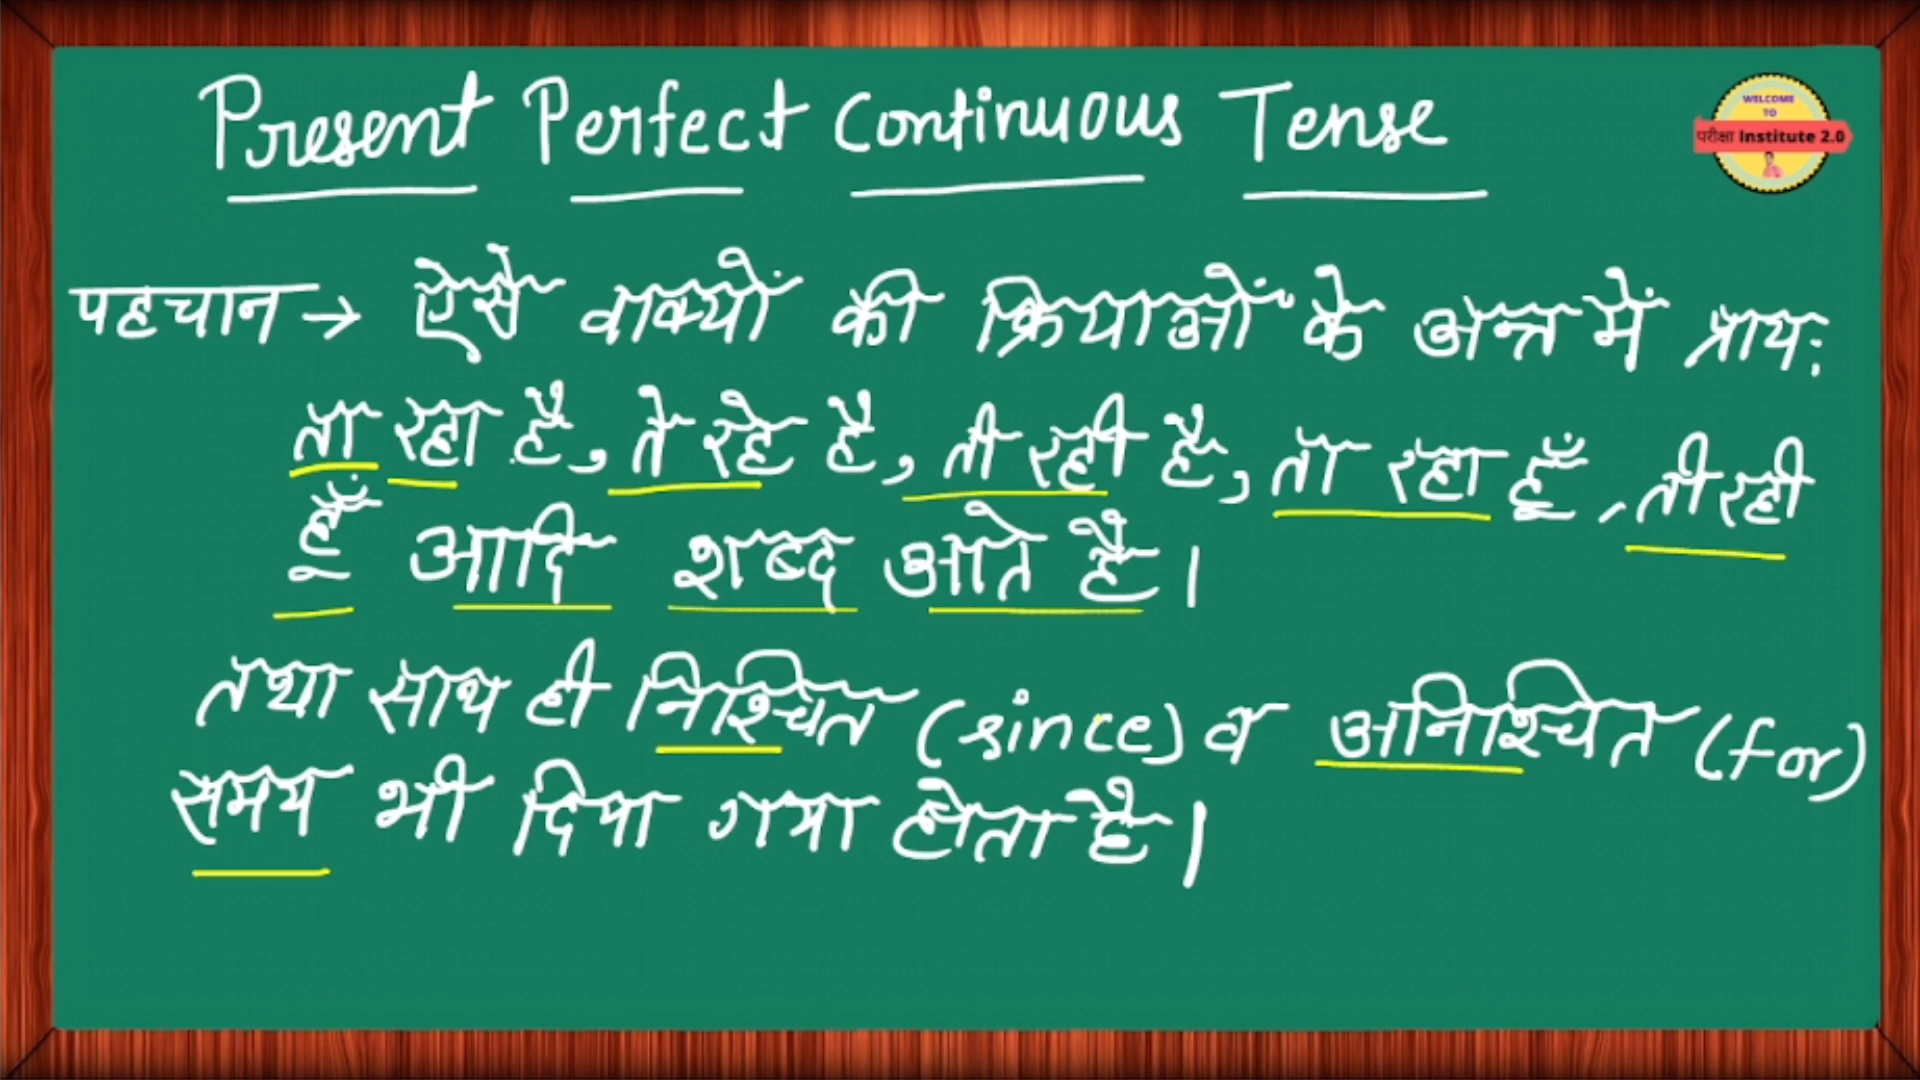 Present Perfect Continuous Tense
WELCOME
TO
परीक्षा Institute 2.0
पहचान → ऐसे वाक्यों की क्रियाओं के अन्त में प्राय:
ता रहा है, ते रहे है, ती रही है, ता रहा हूँ, ती रही
हूँ आदि शब्द आते है।
तथा साथ ही निश्चित (since) व अनिश्चित (for)
समय भी दिया गया होता है।